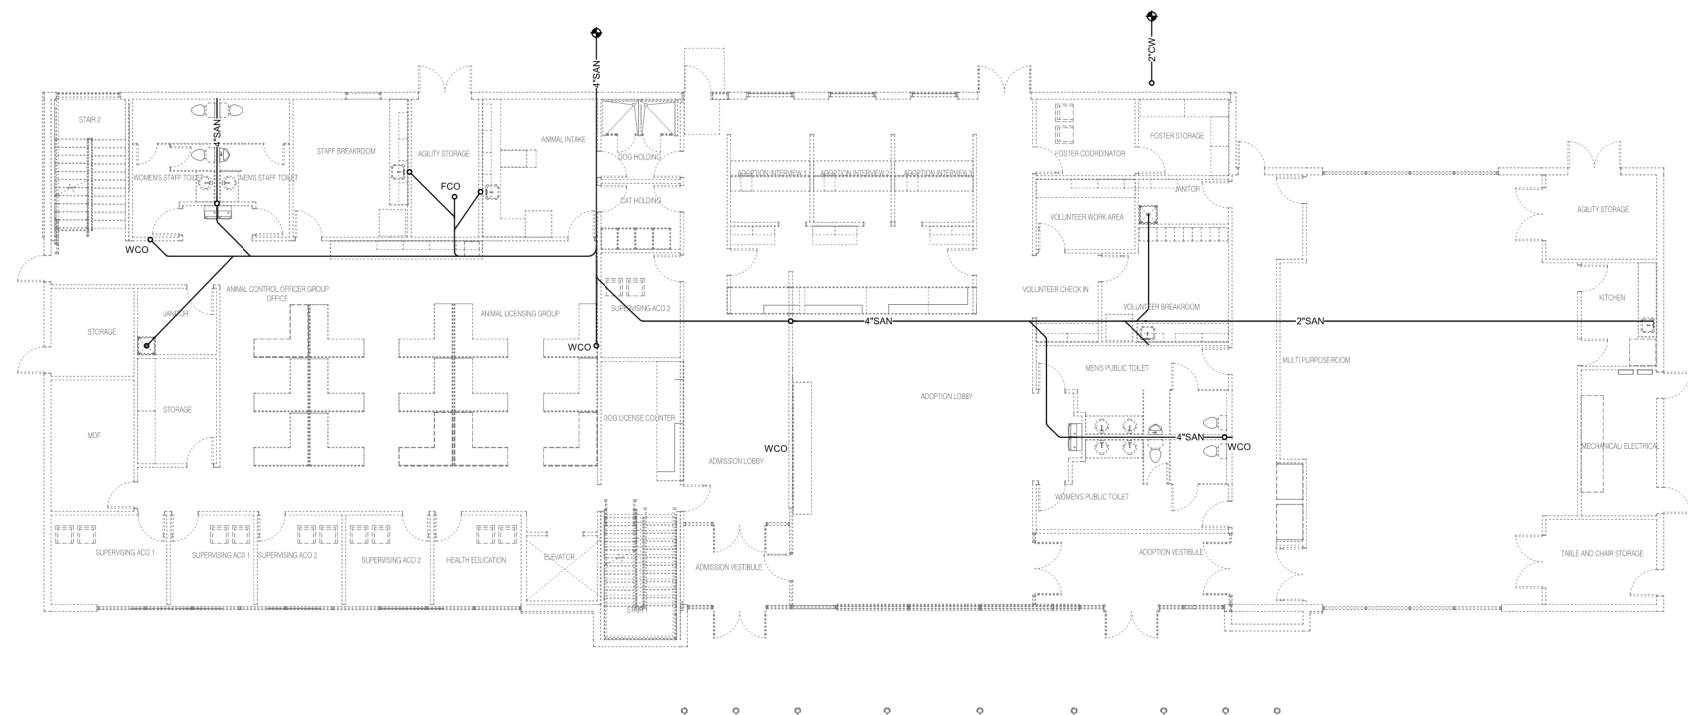 2"CW
4"SAN
STAIR 2
4"SAN
STAFF BREAKROOM
AGILITY STORAGE
ANIMAL INTAKE
DOG HOLDING
FOSTER COORDINATOR
FOSTER STORAGE
WOMEN'S STAFF TOILET
MEN'S STAFF TOILET
FCO
ADOPTION INTERVIEW 1
ADOPTION INTERVIEW 2
ADOPTION INTERVIEW 3
JANITOR
CAT HOLDING
VOLUNTEER WORK AREA
AGILITY STORAGE
WCO
ANIMAL CONTROL OFFICER GROUP
OFFICE
VOLUNTEER CHECK IN
KITCHEN
JANITOR
ANIMAL LICENSING GROUP
SUPERVISING ACO 2
VOLUNTEER BREAKROOM
STORAGE
4"SAN
2"SAN
WCO
MULTI PURPOSE ROOM
MEN'S PUBLIC TOILET
ADOPTION LOBBY
STORAGE
DOG LICENSE COUNTER
MDF
4"SAN
WCO
WCO
MECHANICAL/ ELECTRICAL
ADMISSION LOBBY
WOMEN'S PUBLIC TOILET
SUPERVISING ACO 1
SUPERVISING ACO 1
SUPERVISING ACO 2
SUPERVISING ACO 2
HEALTH EDUCATION
ELEVATOR
ADMISSION VESTIBULE
ADOPTION VESTIBULE
TABLE AND CHAIR STORAGE
STAIR 1